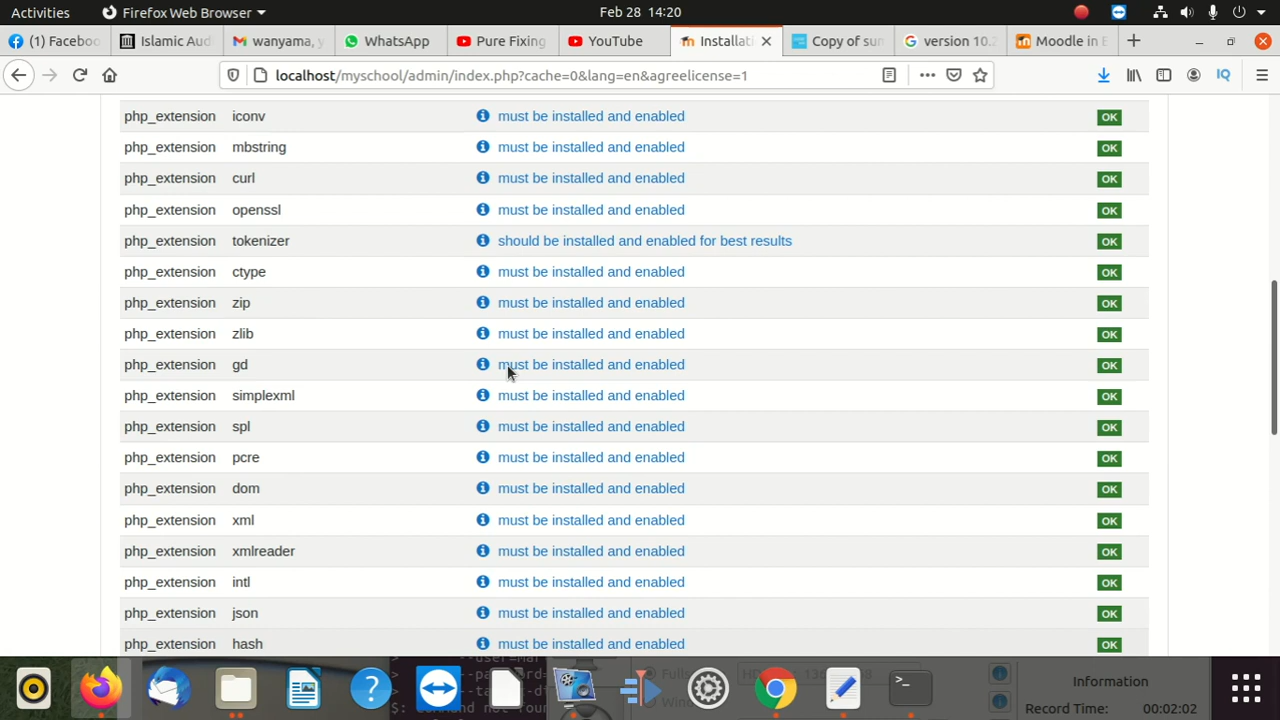 Activities Firefox Web Browser Feb 28 14:20
(1) Facebo Islamic Aud wanyama, y WhatsApp Pure Fixing YouTube Installati Copy of sur version 10. Moodle in E
localhost/myschool/admin/index.php?cache=0&lang=en&agreelicense=1 IQ
php_extension iconv must be installed and enabled OK
php_extension mbstring must be installed and enabled OK
php_extension curl must be installed and enabled OK
php_extension openssl must be installed and enabled OK
php_extension tokenizer should be installed and enabled for best results OK
php_extension ctype must be installed and enabled OK
php_extension zip must be installed and enabled OK
php_extension zlib must be installed and enabled OK
php_extension gd must be installed and enabled OK
php_extension simplexml must be installed and enabled OK
php_extension spl must be installed and enabled OK
php_extension pcre must be installed and enabled OK
php_extension dom must be installed and enabled OK
php_extension xml must be installed and enabled OK
php_extension xmlreader must be installed and enabled OK
php_extension intl must be installed and enabled OK
php_extension json must be installed and enabled OK
php_extension hash must be installed and enabled OK
Information
Record Time: 00:02:02